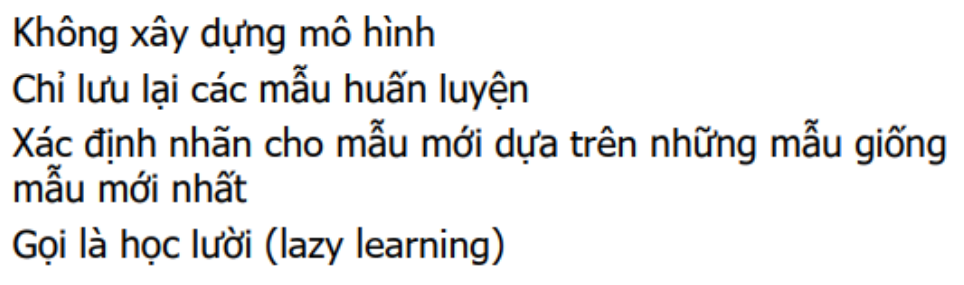 Không xây dựng mô hình
Chỉ lưu lại các mẫu huấn luyện
Xác định nhãn cho mẫu mới dựa trên những mẫu giống
mẫu mới nhất
Gọi là học lười (lazy learning)